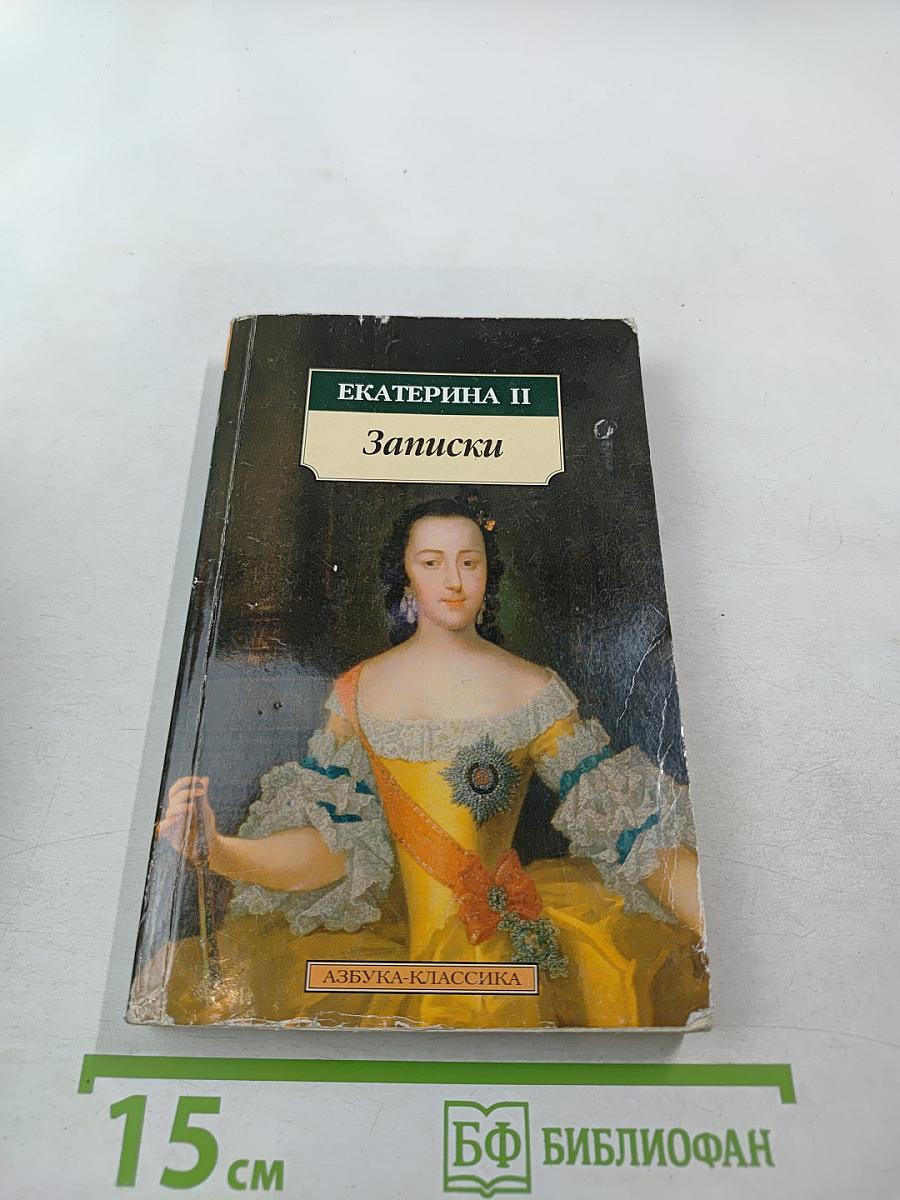 ЕКАТЕРИНА II
Записки
АЗБУКА-КЛАССИКА
15 см
БФ БИБЛИОФАН